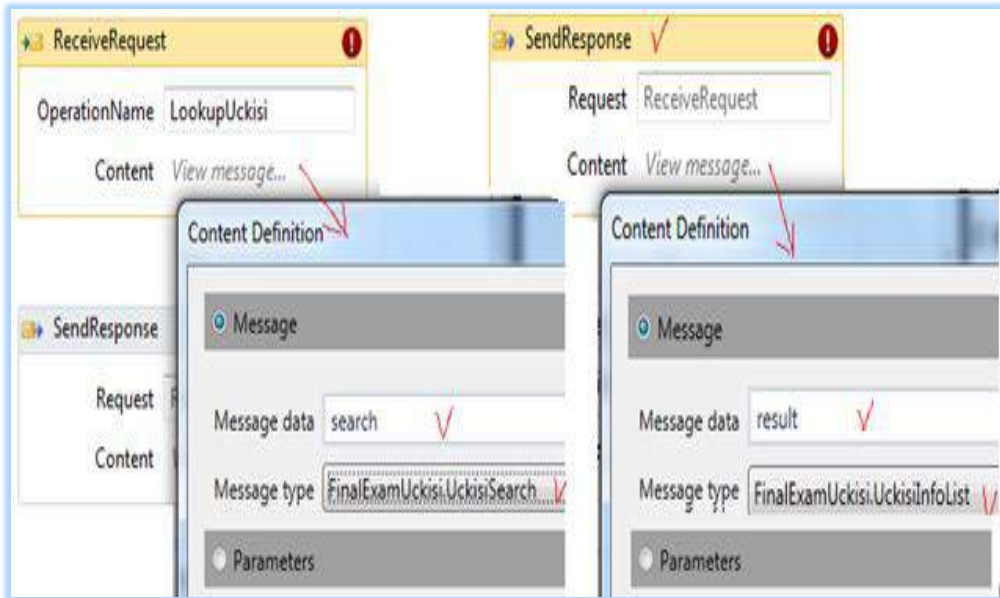 ReceiveRequest
OperationName LookupUckisi
Content View message...
SendResponse
Request ReceiveRequest
Content View message...
Content Definition
Message
Message data search
Message type FinalExamUckisi.UckisiSearch
Parameters
Content Definition
Message
Message data result
Message type FinalExamUckisi.UckisiInfoList
Parameters
SendResponse
Request
Content